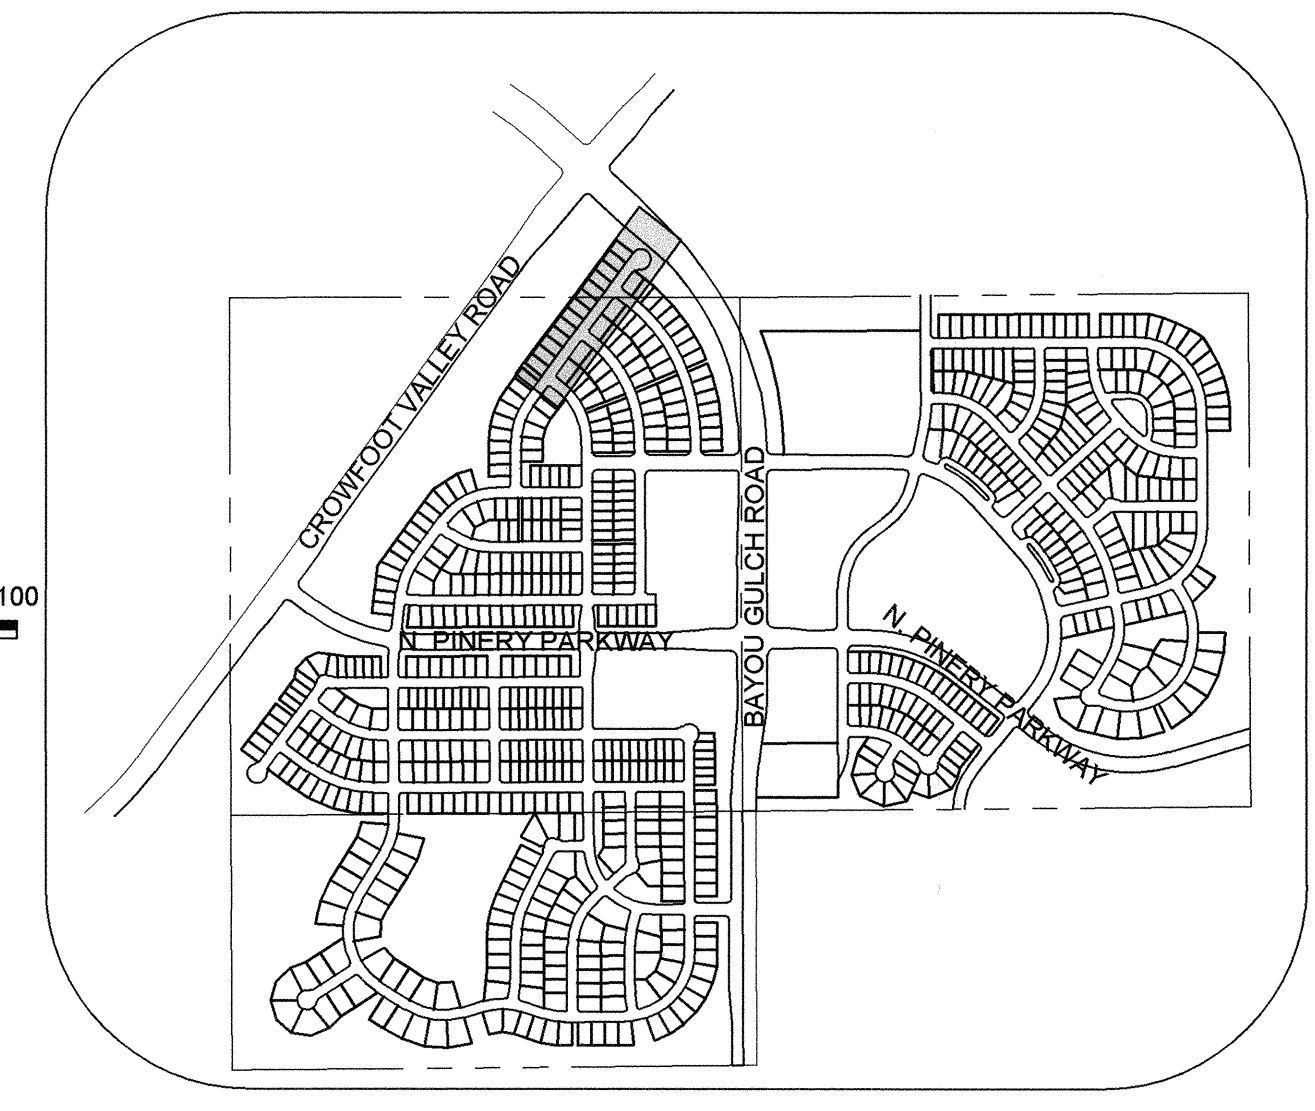 CROWFOOT VALLEY ROAD
100
N. PINERY PARKWAY
BAYOU GULCH ROAD
N. PINERY PARKWAY